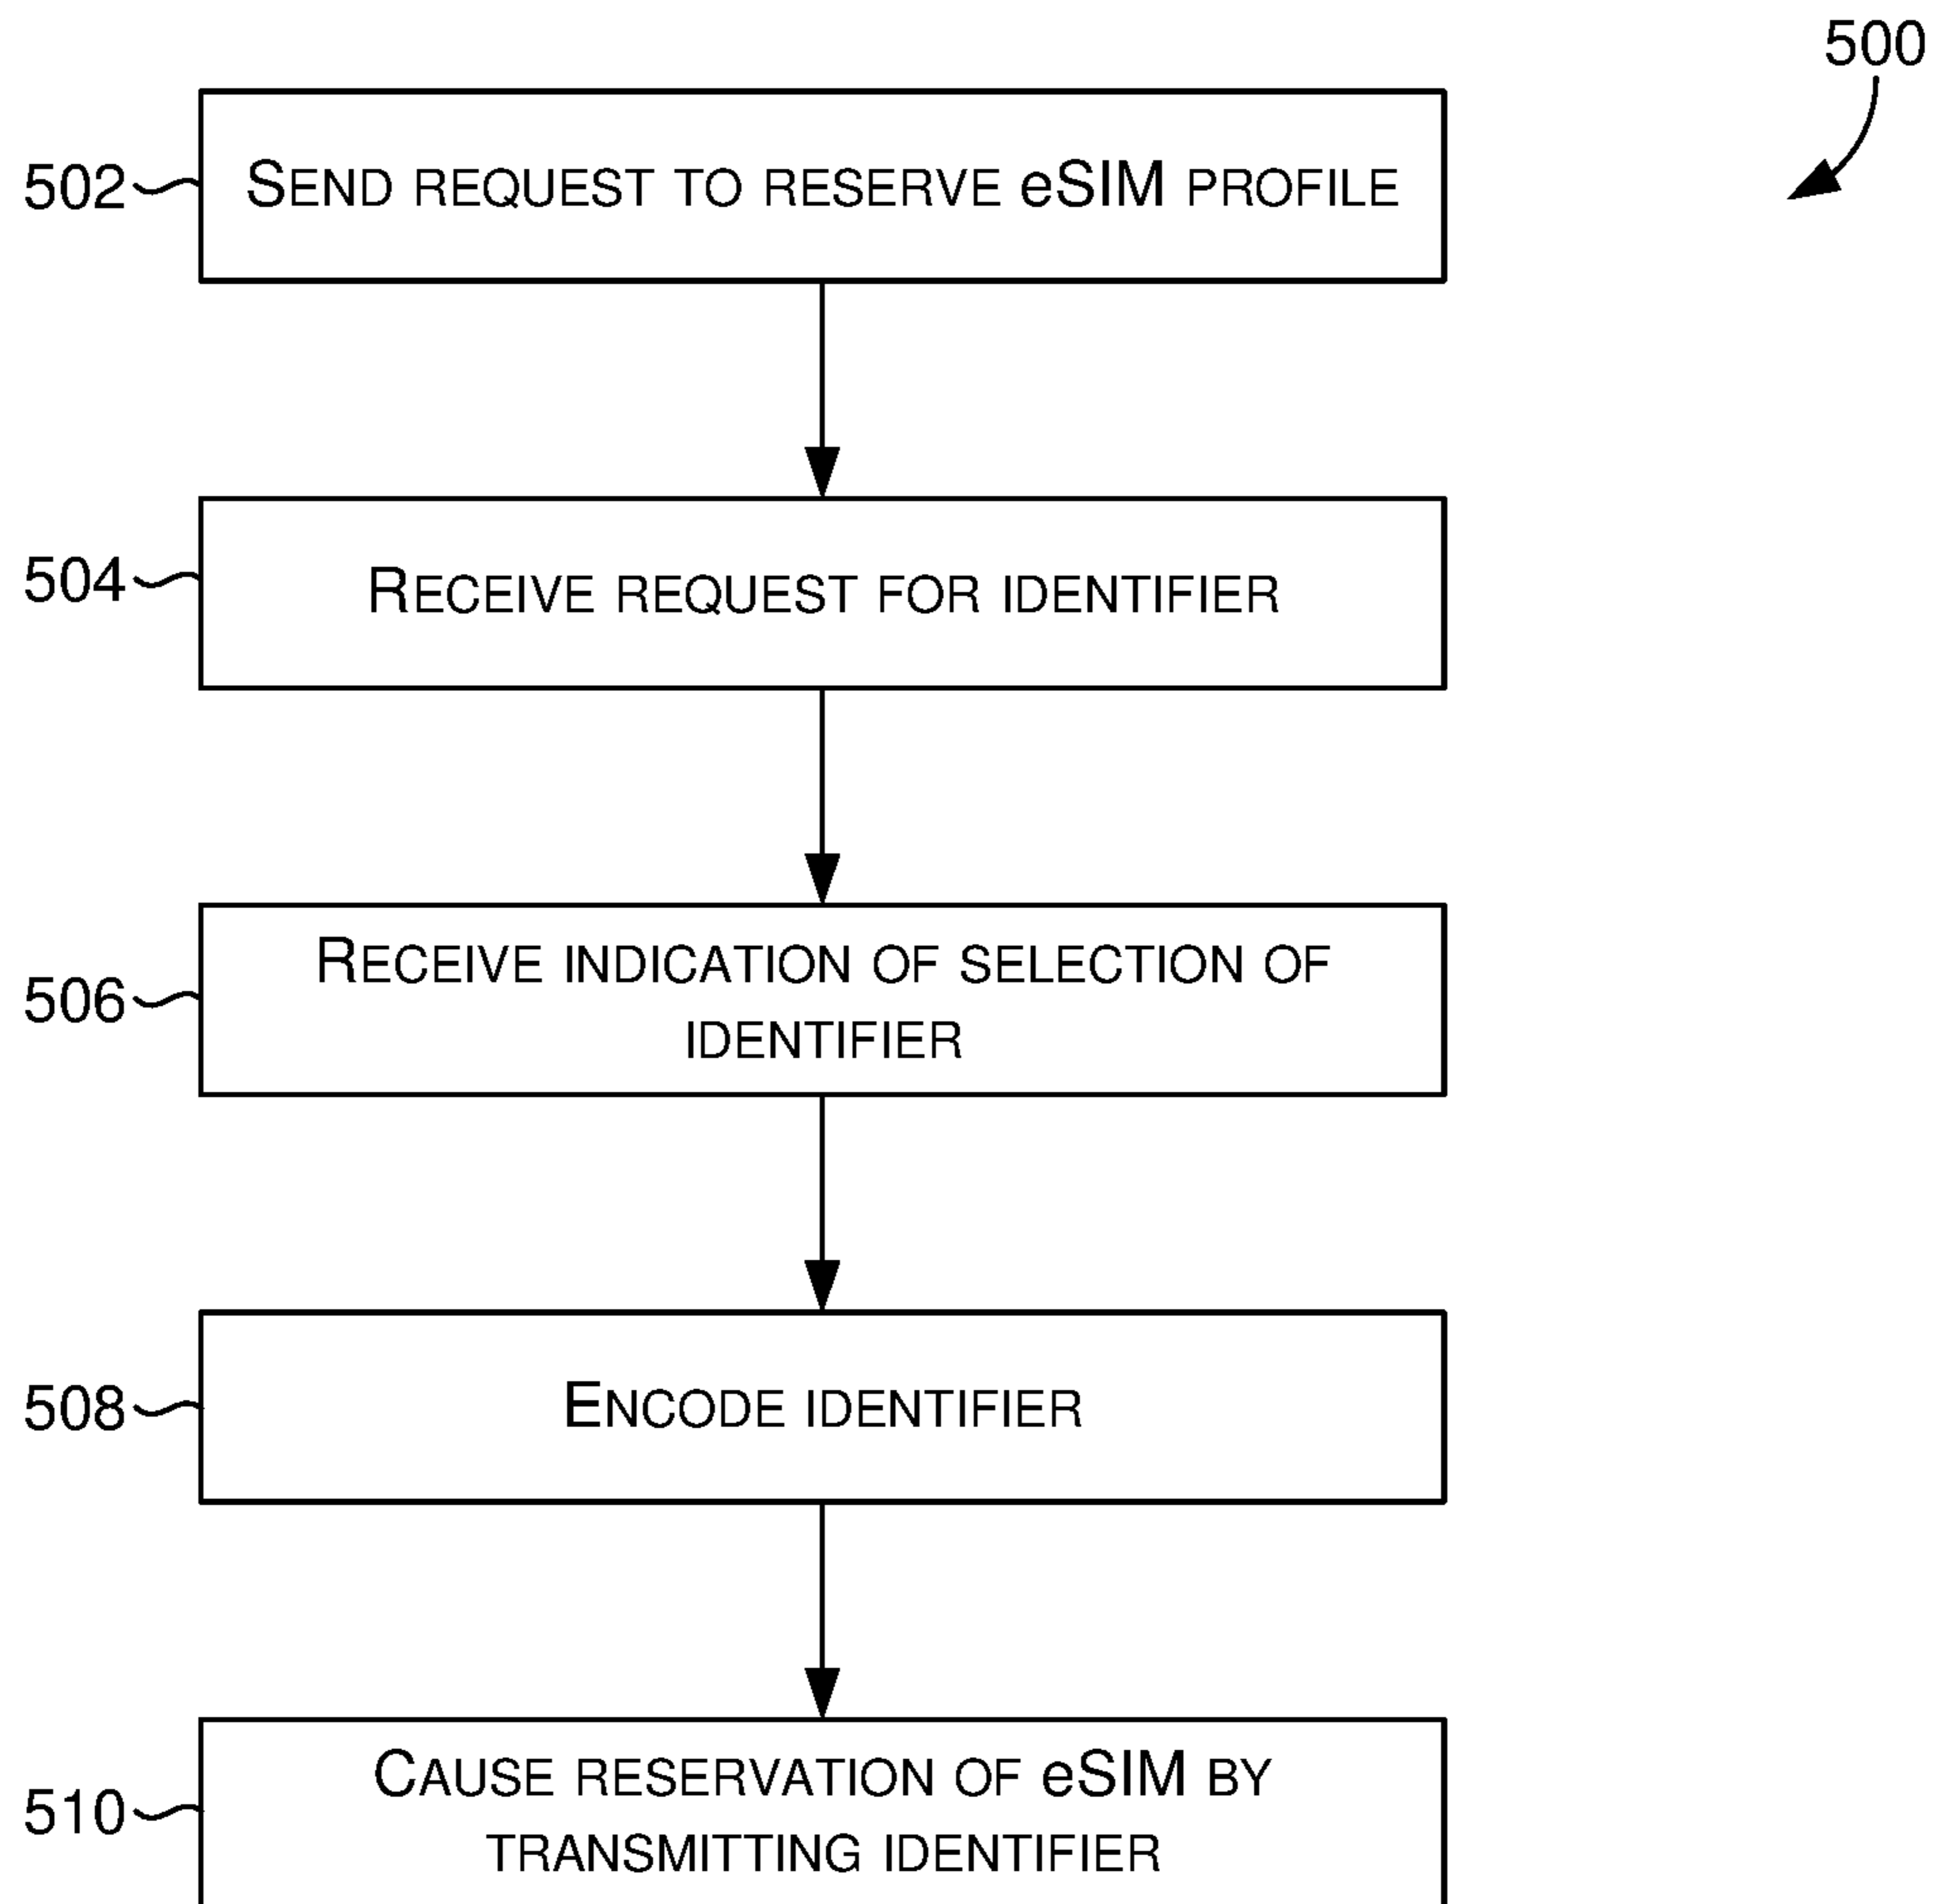 500
502 SEND REQUEST TO RESERVE eSIM PROFILE
504 RECEIVE REQUEST FOR IDENTIFIER
506 RECEIVE INDICATION OF SELECTION OF
IDENTIFIER
508 ENCODE IDENTIFIER
510 CAUSE RESERVATION OF eSIM BY
TRANSMITTING IDENTIFIER